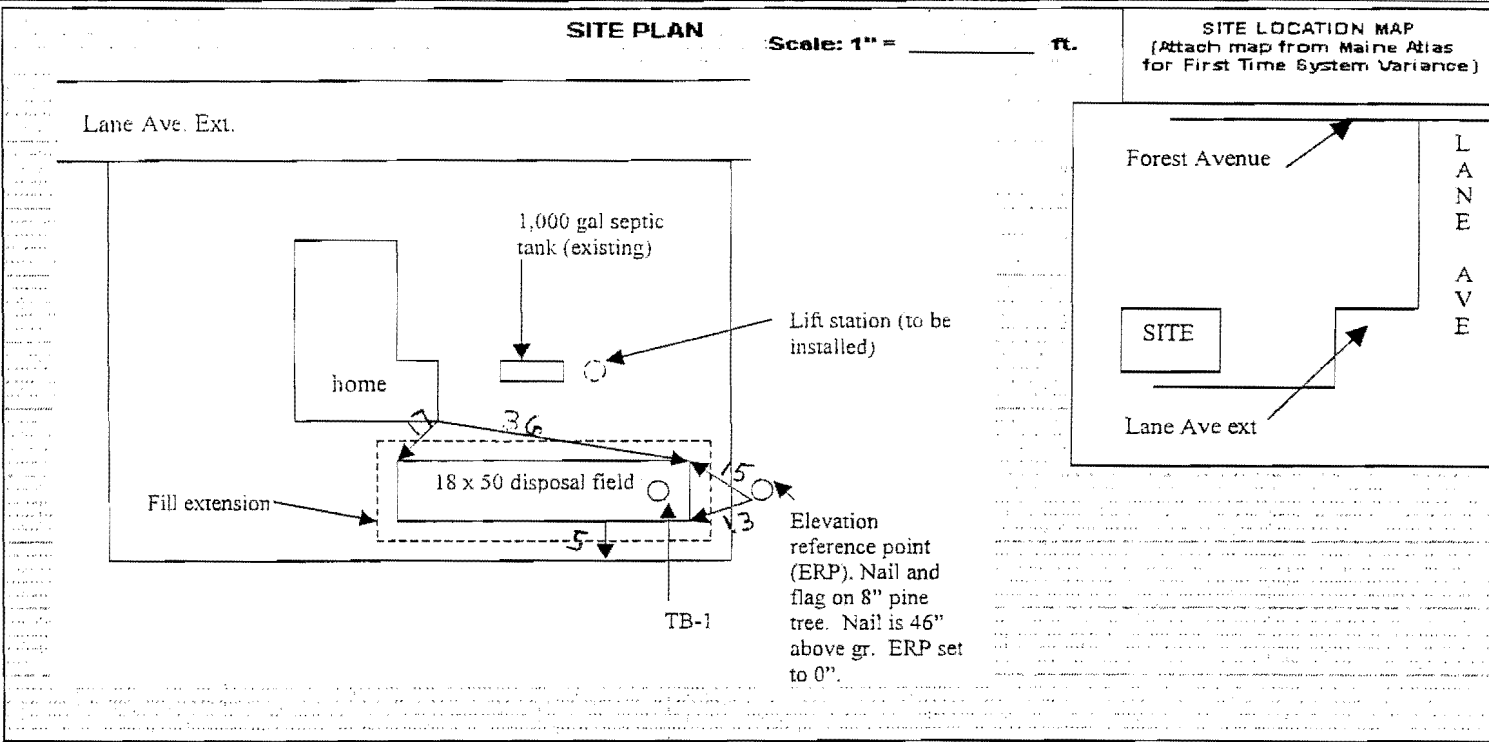 SITE PLAN
Scale: 1" = ________ ft.
SITE LOCATION MAP
(Attach map from Maine Atlas
for First Time System Variance)
Lane Ave. Ext.
1,000 gal septic
tank (existing)
Lift station (to be
installed)
home
17
36
18 x 50 disposal field
15
13
5
Fill extension
TB-1
Elevation
reference point
(ERP). Nail and
flag on 8" pine
tree. Nail is 46"
above gr. ERP set
to 0".
Forest Avenue
LANE AVE
SITE
Lane Ave ext